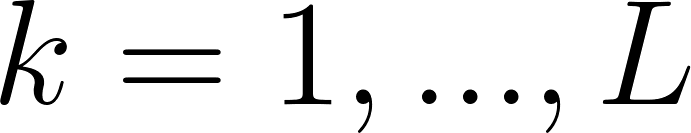 k = 1, ..., L